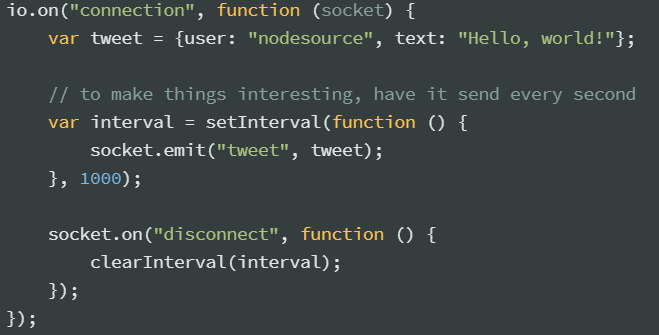 io.on("connection", function (socket) {
    var tweet = {user: "nodesource", text: "Hello, world!"};

    // to make things interesting, have it send every second
    var interval = setInterval(function () {
        socket.emit("tweet", tweet);
    }, 1000);

    socket.on("disconnect", function () {
        clearInterval(interval);
    });
});